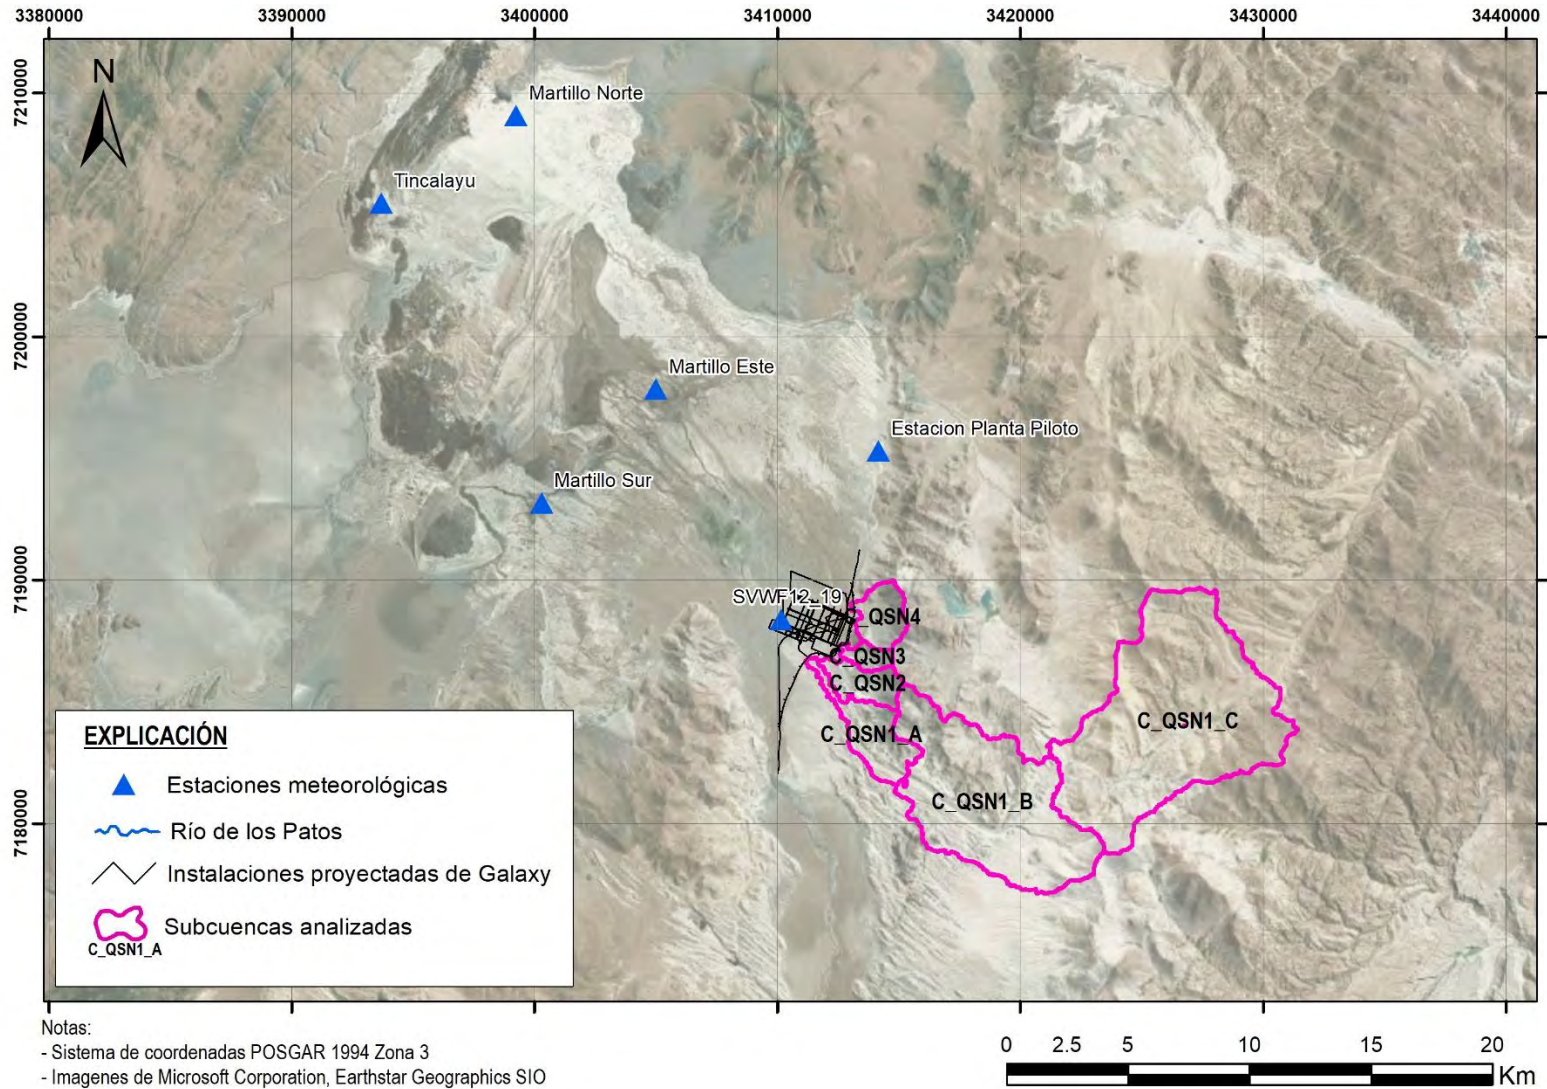 3380000 3390000 3400000 3410000 3420000 3430000 3440000
7210000
7200000
7190000
7180000
N
Martillo Norte
Tincalayu
Martillo Este
Estacion Planta Piloto
Martillo Sur
SVWF12_19
C_QSN4
C_QSN3
C_QSN2
C_QSN1_A
C_QSN1_C
C_QSN1_B
EXPLICACIÓN
Estaciones meteorológicas
Río de los Patos
Instalaciones proyectadas de Galaxy
Subcuencas analizadas
C_QSN1_A
Notas:
- Sistema de coordenadas POSGAR 1994 Zona 3
- Imagenes de Microsoft Corporation, Earthstar Geographics SIO
0 2.5 5 10 15 20
Km